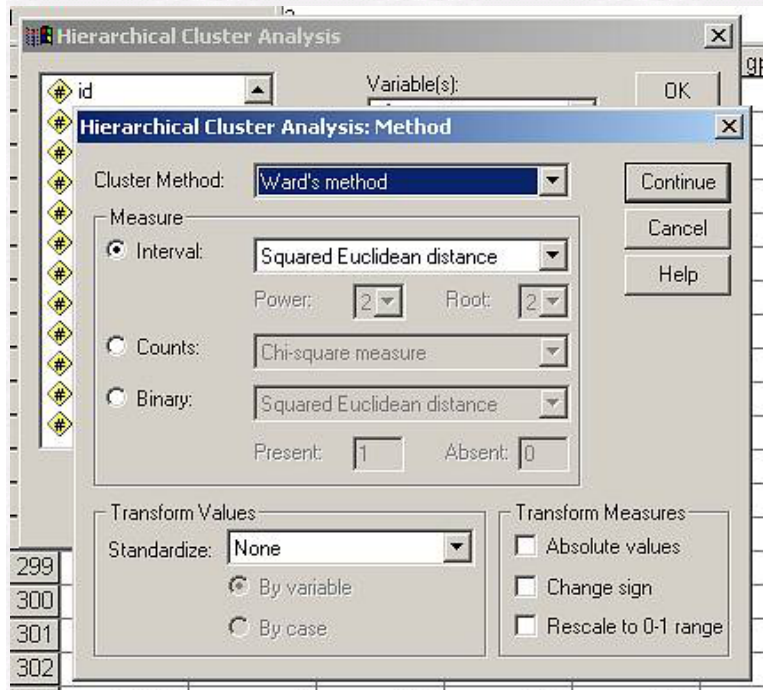 Hierarchical Cluster Analysis
id
Variable(s):
OK
Hierarchical Cluster Analysis: Method
Cluster Method: Ward's method
Continue
Cancel
Help
Measure
Interval: Squared Euclidean distance
Power: 2 Root: 2
Counts: Chi-square measure
Binary: Squared Euclidean distance
Present: 1 Absent: 0
Transform Values
Standardize: None
By variable
By case
Transform Measures
Absolute values
Change sign
Rescale to 0-1 range
299
300
301
302